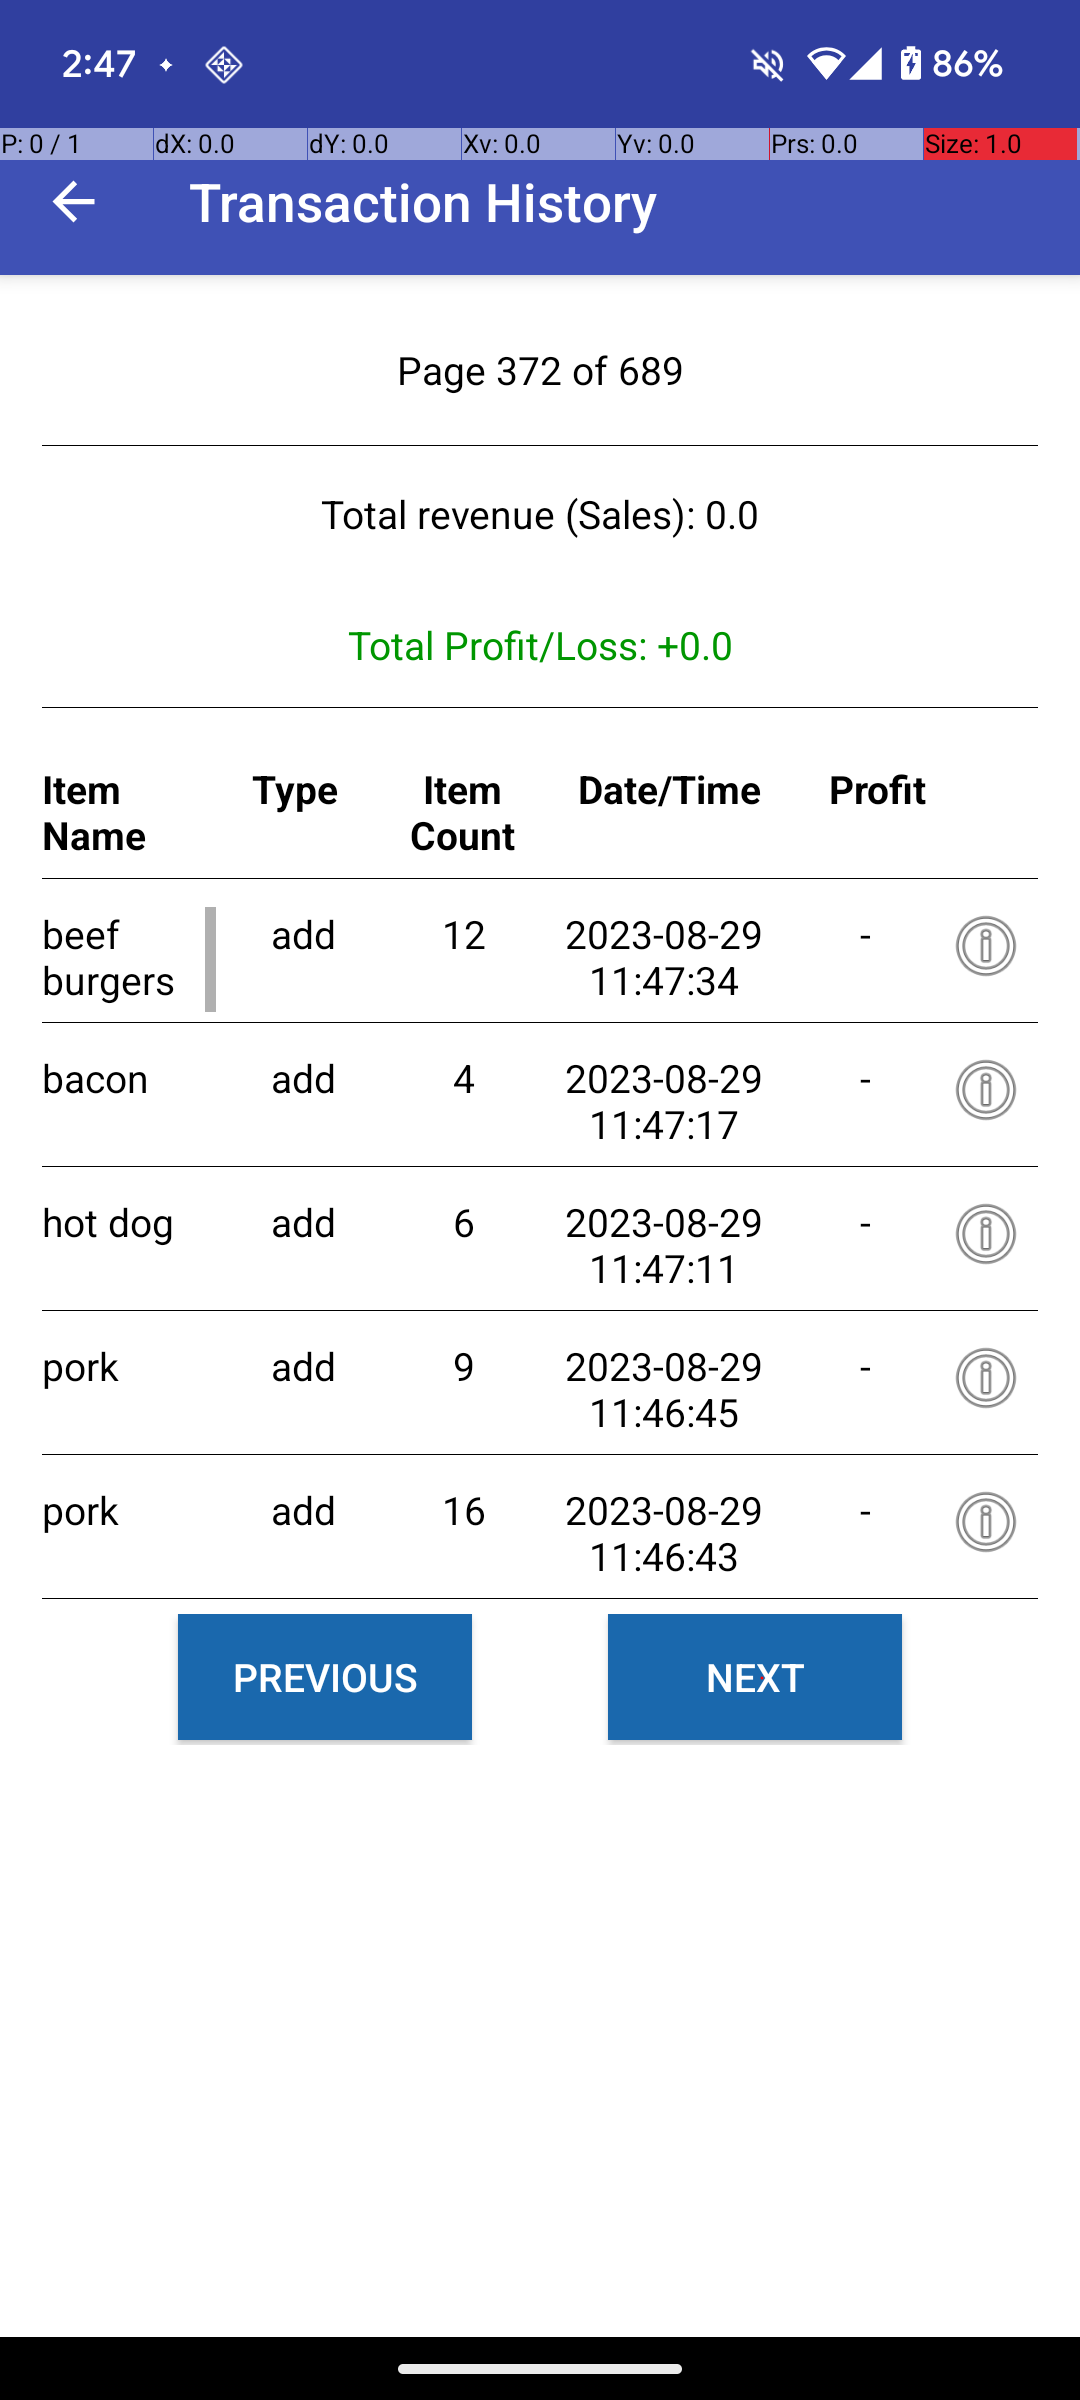 2:47
86%
P: 0 / 1 dX: 0.0 dY: 0.0 Xv: 0.0 Yv: 0.0 Prs: 0.0 Size: 1.0
Transaction History
Page 372 of 689
Total revenue (Sales): 0.0
Total Profit/Loss: +0.0
Item Name Type Item Count Date/Time Profit
beef burgers add 12 2023-08-29 11:47:34 -
bacon add 4 2023-08-29 11:47:17 -
hot dog add 6 2023-08-29 11:47:11 -
pork add 9 2023-08-29 11:46:45 -
pork add 16 2023-08-29 11:46:43 -
PREVIOUS NEXT